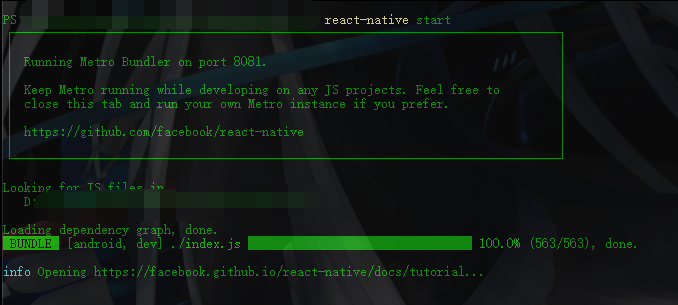 PS react-native start
Running Metro Bundler on port 8081.
Keep Metro running while developing on any JS projects. Feel free to
close this tab and run your own Metro instance if you prefer.
https://github.com/facebook/react-native
Looking for JS files in
D:
Loading dependency graph, done.
BUNDLE [android, dev] ./index.js 100.0% (563/563), done.
info Opening https://facebook.github.io/react-native/docs/tutorial...